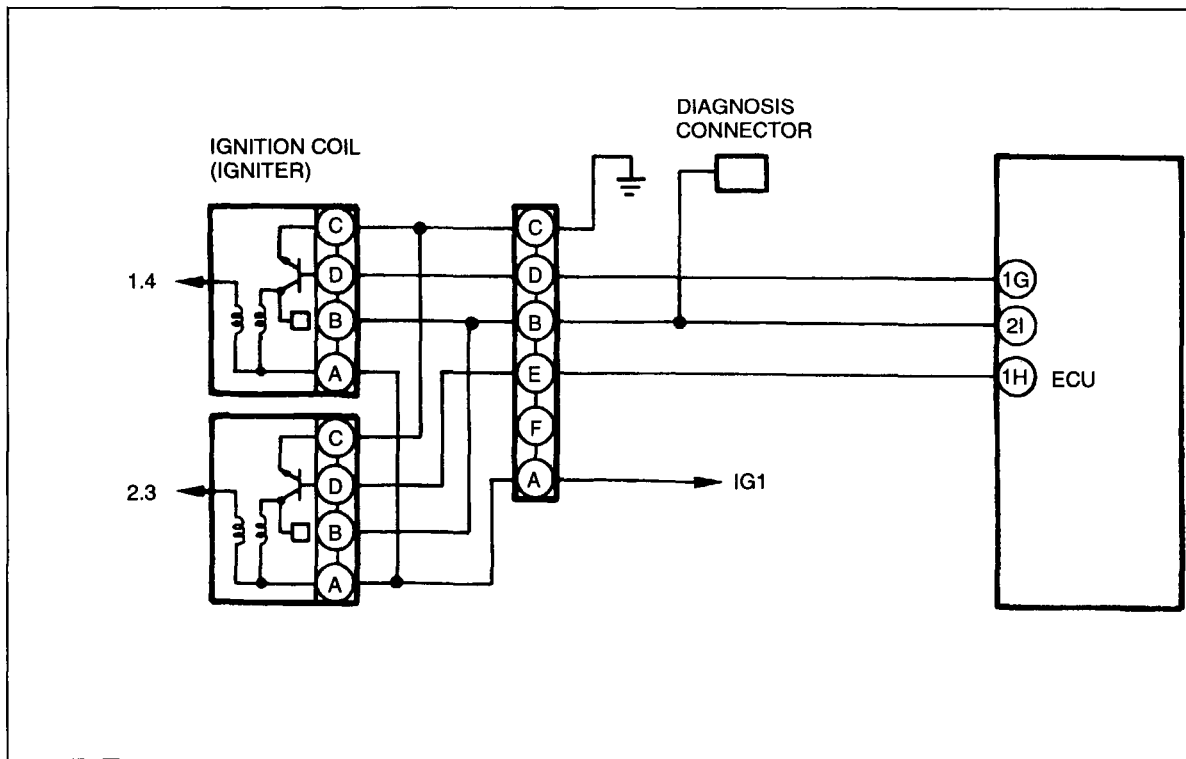 DIAGNOSIS
CONNECTOR
IGNITION COIL
(IGNITER)
C
D
B
A
1.4
C
D
B
A
2.3
C
D
B
E
F
A
IG1
1G
2I
1H
ECU